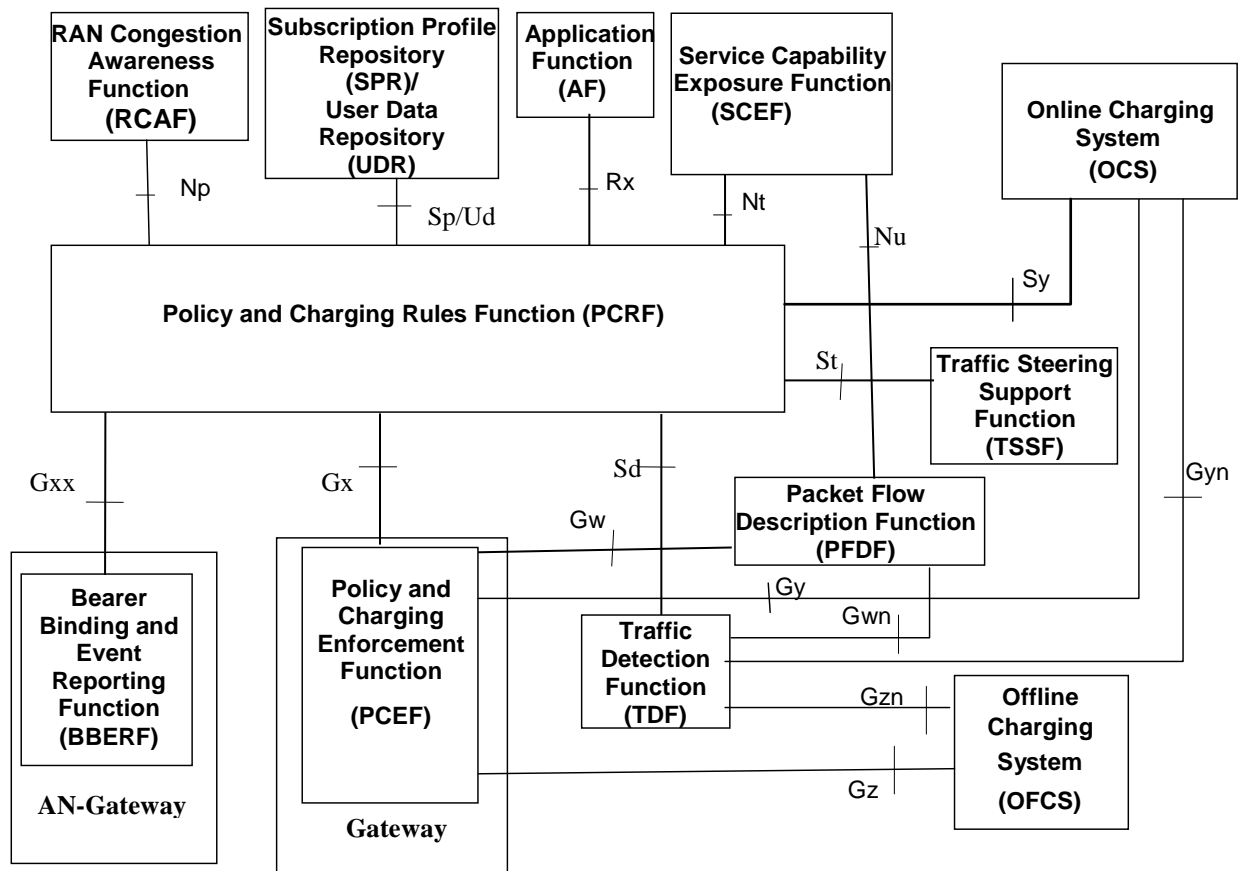 RAN Congestion
Awareness
Function
(RCAF)
Subscription Profile
Repository
(SPR)/
User Data
Repository
(UDR)
Application
Function
(AF)
Service Capability
Exposure Function
(SCEF)
Online Charging
System
(OCS)
Np
Sp/Ud
Rx
Nt
Nu
Sy
Policy and Charging Rules Function (PCRF)
St
Traffic Steering
Support
Function
(TSSF)
Gxx
Gx
Sd
Gyn
Gw
Packet Flow
Description Function
(PFDF)
Gy
Gwn
Bearer
Binding and
Event
Reporting
Function
(BBERF)
AN-Gateway
Policy and
Charging
Enforcement
Function
(PCEF)
Gateway
Traffic
Detection
Function
(TDF)
Gzn
Gz
Offline
Charging
System
(OFCS)